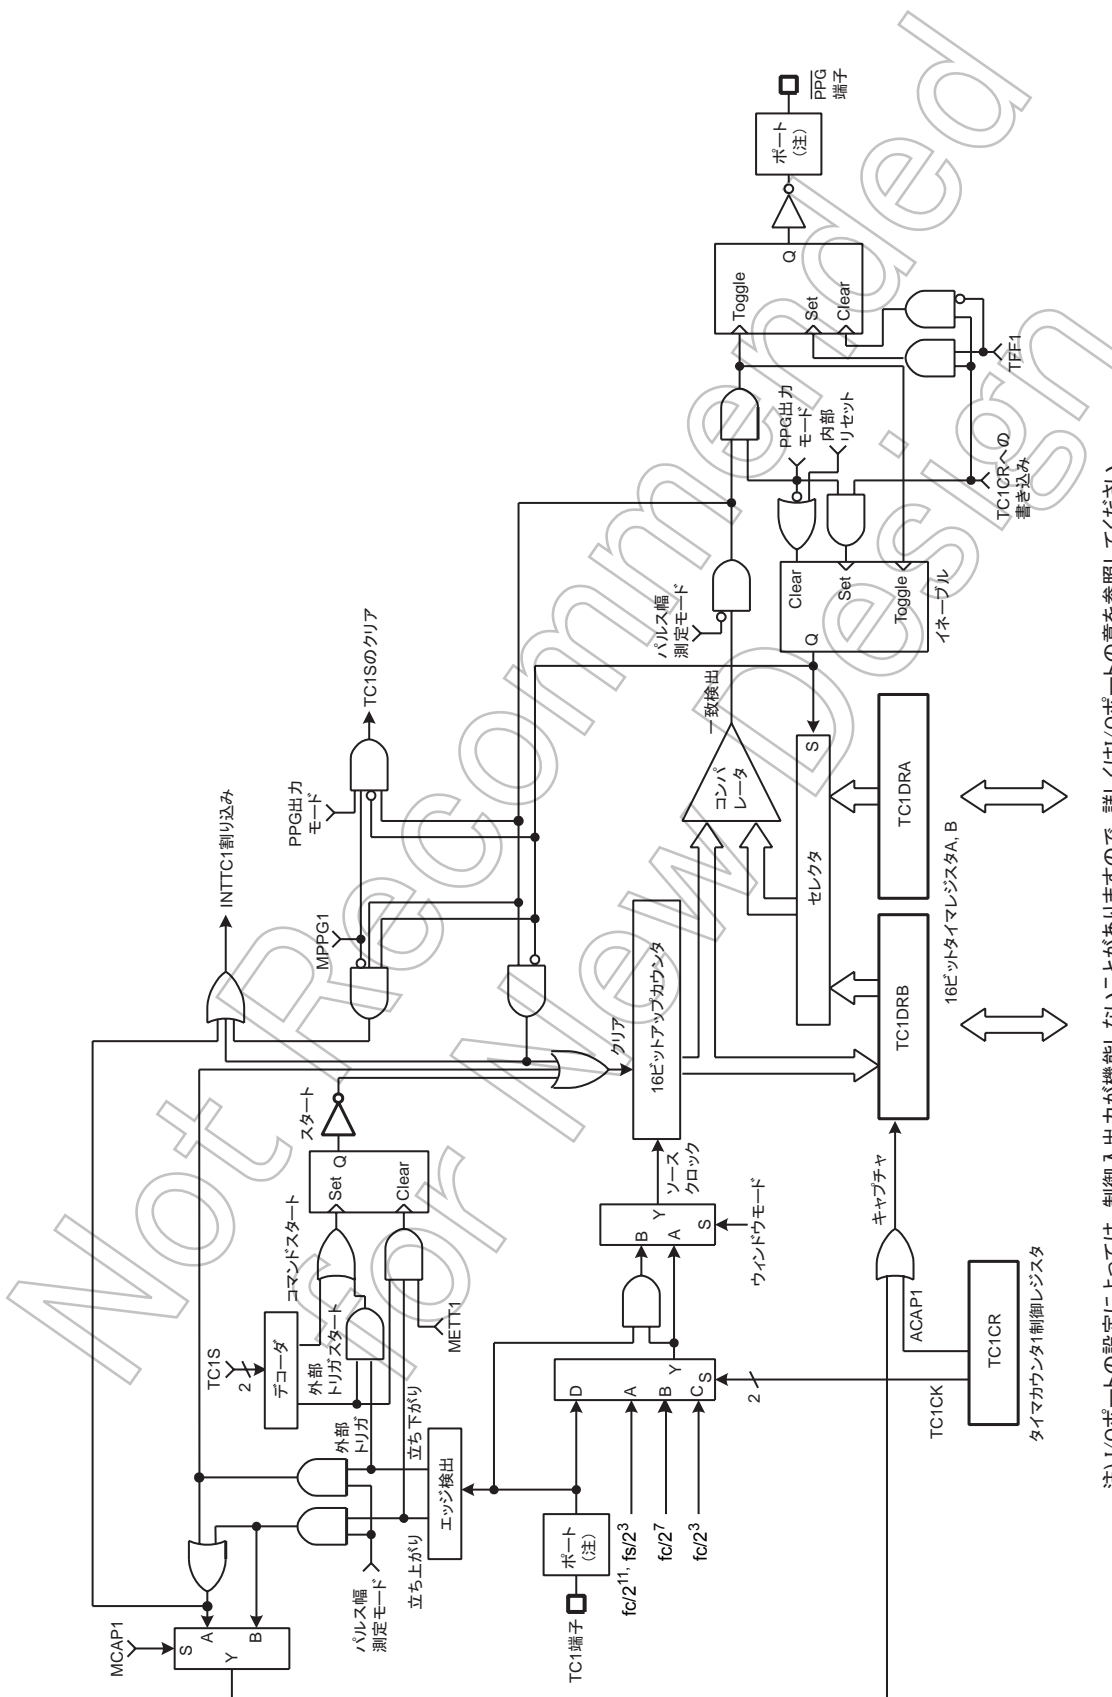 MCAP1
S
A
B
Y
TC1S
2
デコーダ
外部
トリガスタート
コマンドスタート
外部
トリガ
立ち下がり
立ち上がり
エッジ検出
パルス幅
測定モード
METT1
Set
Q
Clear
スタート
INTTC1割り込み
MPPG1
PPG出力
モード
TC1Sのクリア
クリア
TC1端子
ポート
(注)
fc/2¹¹, fs/2³
fc/2⁷
fc/2³
D
A
B
C
Y
S
2
TC1CK
B
A
Y
S
ウィンドウモード
ソース
クロック
16ビットアップカウンタ
コンパ
レータ
一致検出
パルス幅
測定モード
セレクタ
S
TC1DRB
TC1DRA
16ビットタイマレジスタA, B
キャプチャ
ACAP1
TC1CR
タイマカウンタ1制御レジスタ
Q
Clear
Set
Toggle
イネーブル
PPG出力
モード
内部
リセット
TC1CRへの
書き込み
TFF1
Toggle
Set
Clear
Q
ポート
(注)
PPG
端子
注) I/Oポートの設定によっては、制御入出力が機能しないことがありますので、詳しくはI/Oポートの章を参照してください。
Not Recommended
for New Design